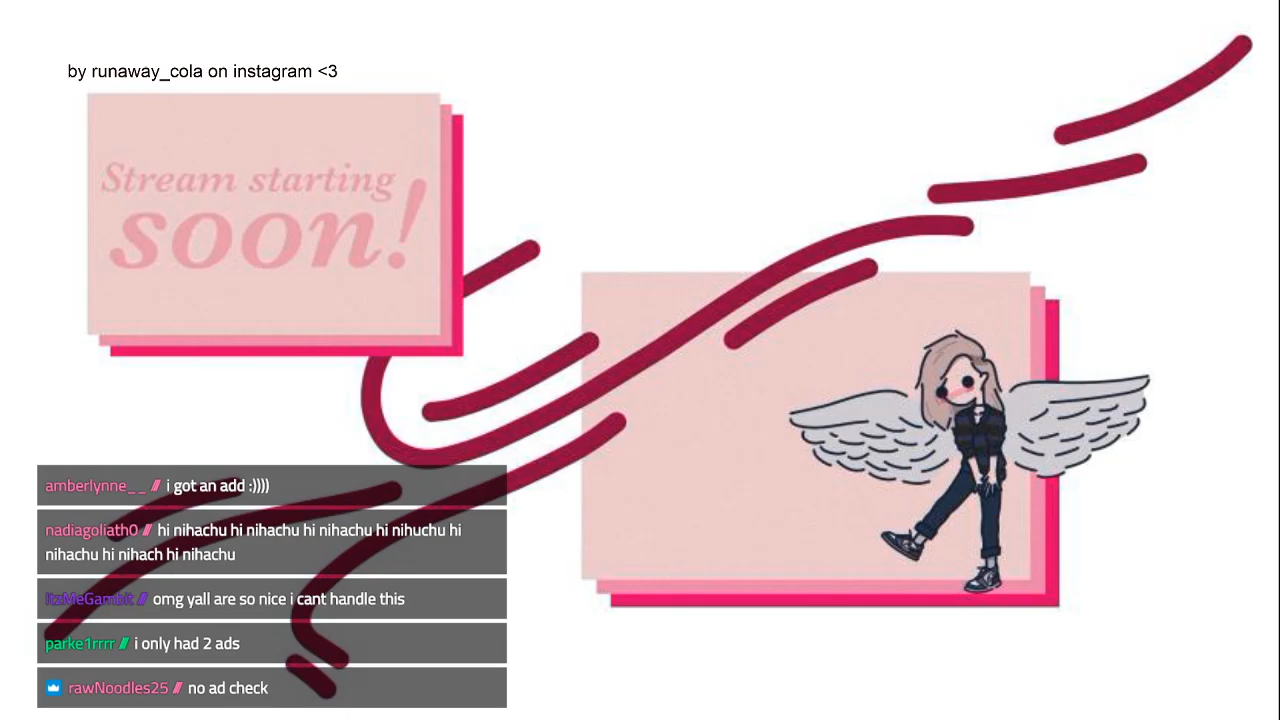 by runaway_cola on instagram <3
Stream starting
soon!
amberlynne__ // i got an add :))))
nadiagoliath0 // hi nihachu hi nihachu hi nihachu hi nihuchu hi
nihachu hi nihach hi nihachu
ItzMeGambit // omg yall are so nice i cant handle this
parke1rrrr // i only had 2 ads
rawNoodles25 // no ad check